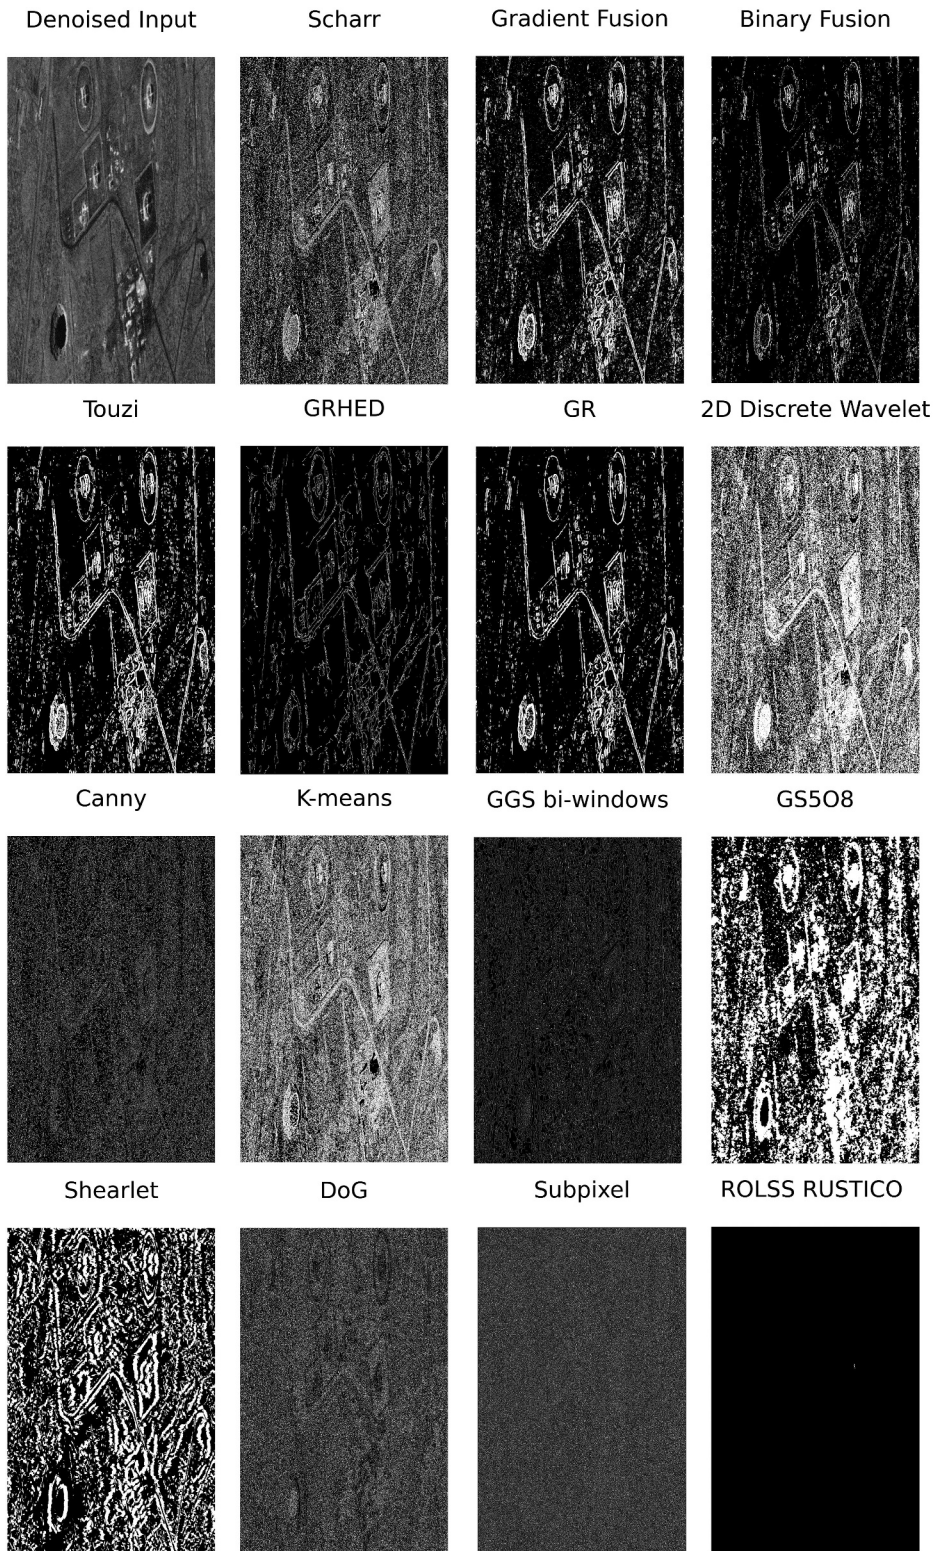 Denoised Input
Scharr
Gradient Fusion
Binary Fusion
Touzi
GRHED
GR
2D Discrete Wavelet
Canny
K-means
GGS bi-windows
GS5O8
Shearlet
DoG
Subpixel
ROLSS RUSTICO